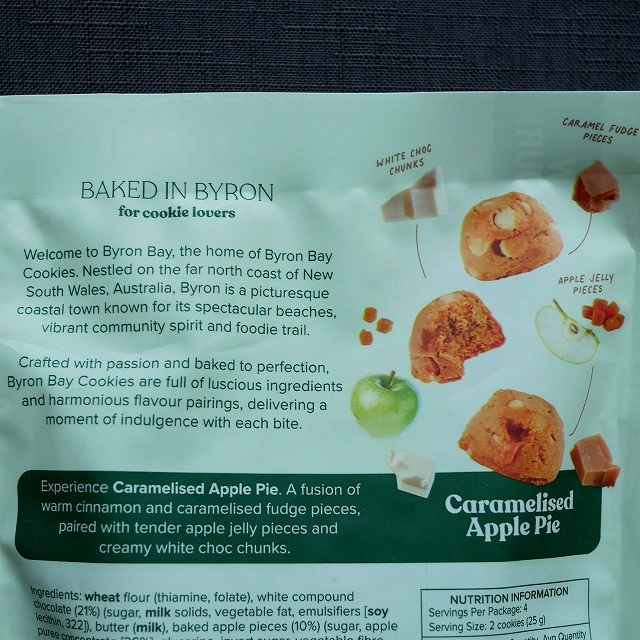 CARAMEL FUDGE
PIECES
WHITE CHOC
CHUNKS
BAKED IN BYRON
for cookie lovers
Welcome to Byron Bay, the home of Byron Bay
Cookies. Nestled on the far north coast of New
South Wales, Australia, Byron is a picturesque
coastal town known for its spectacular beaches,
vibrant community spirit and foodie trail.
APPLE JELLY
PIECES
Crafted with passion and baked to perfection,
Byron Bay Cookies are full of luscious ingredients
and harmonious flavour pairings, delivering a
moment of indulgence with each bite.
Experience Caramelised Apple Pie. A fusion of
warm cinnamon and caramelised fudge pieces,
paired with tender apple jelly pieces and
creamy white choc chunks.
Caramelised
Apple Pie
Ingredients: wheat flour (thiamine, folate), white compound
chocolate (21%) (sugar, milk solids, vegetable fat, emulsifiers [soy
lecithin, 322]), butter (milk), baked apple pieces (10%) (sugar, apple
puree concentrate
NUTRITION INFORMATION
Servings Per Package: 4
Serving Size: 2 cookies (25 g)